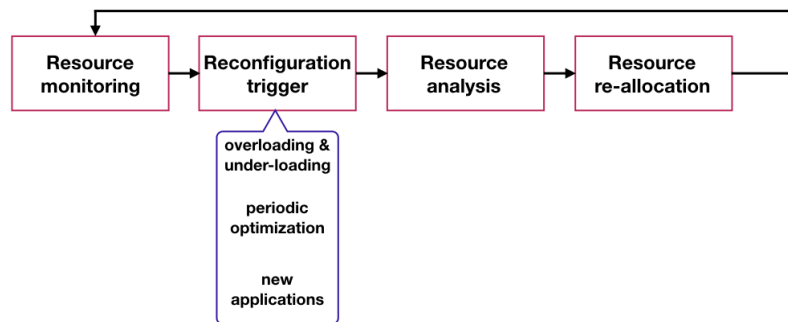 Resource
monitoring
Reconfiguration
trigger
Resource
analysis
Resource
re-allocation
overloading &
under-loading
periodic
optimization
new
applications